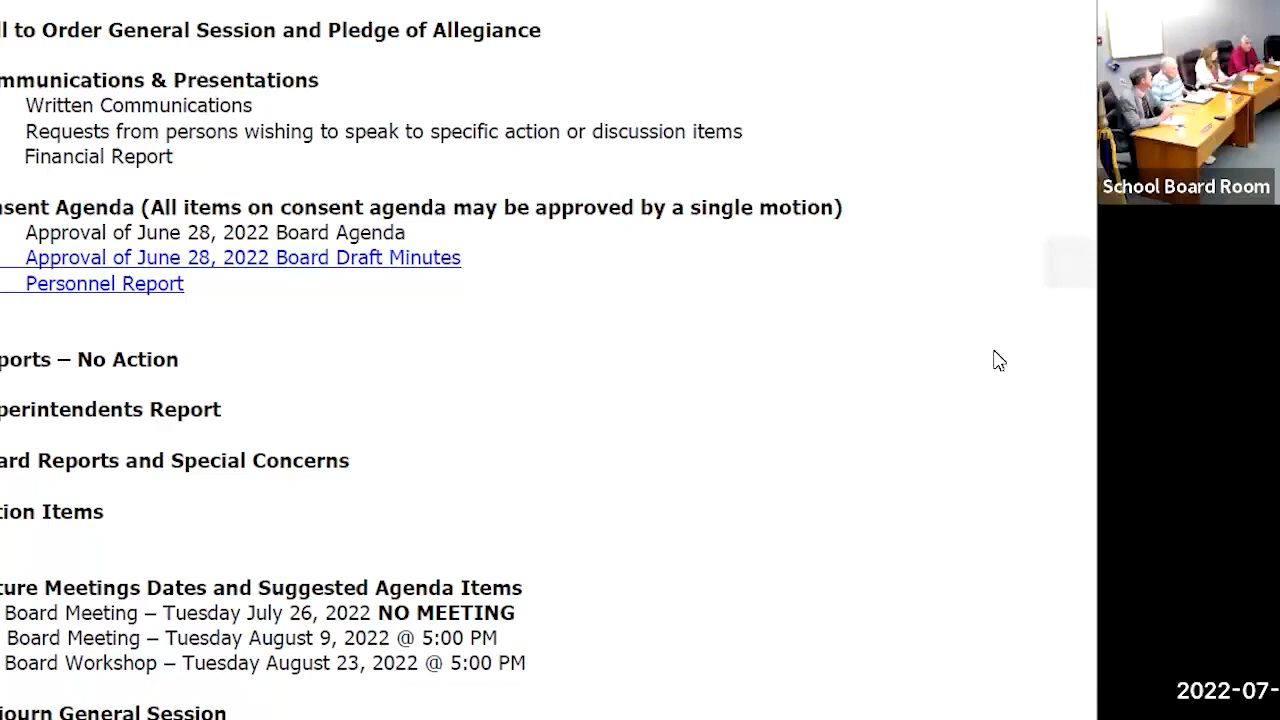 ll to Order General Session and Pledge of Allegiance
mmunications & Presentations
Written Communications
Requests from persons wishing to speak to specific action or discussion items
Financial Report
nsent Agenda (All items on consent agenda may be approved by a single motion)
Approval of June 28, 2022 Board Agenda
Approval of June 28, 2022 Board Draft Minutes
Personnel Report
ports – No Action
perintendents Report
ard Reports and Special Concerns
tion Items
ture Meetings Dates and Suggested Agenda Items
Board Meeting – Tuesday July 26, 2022 NO MEETING
Board Meeting – Tuesday August 9, 2022 @ 5:00 PM
Board Workshop – Tuesday August 23, 2022 @ 5:00 PM
journ General Session
School Board Room
2022-07-